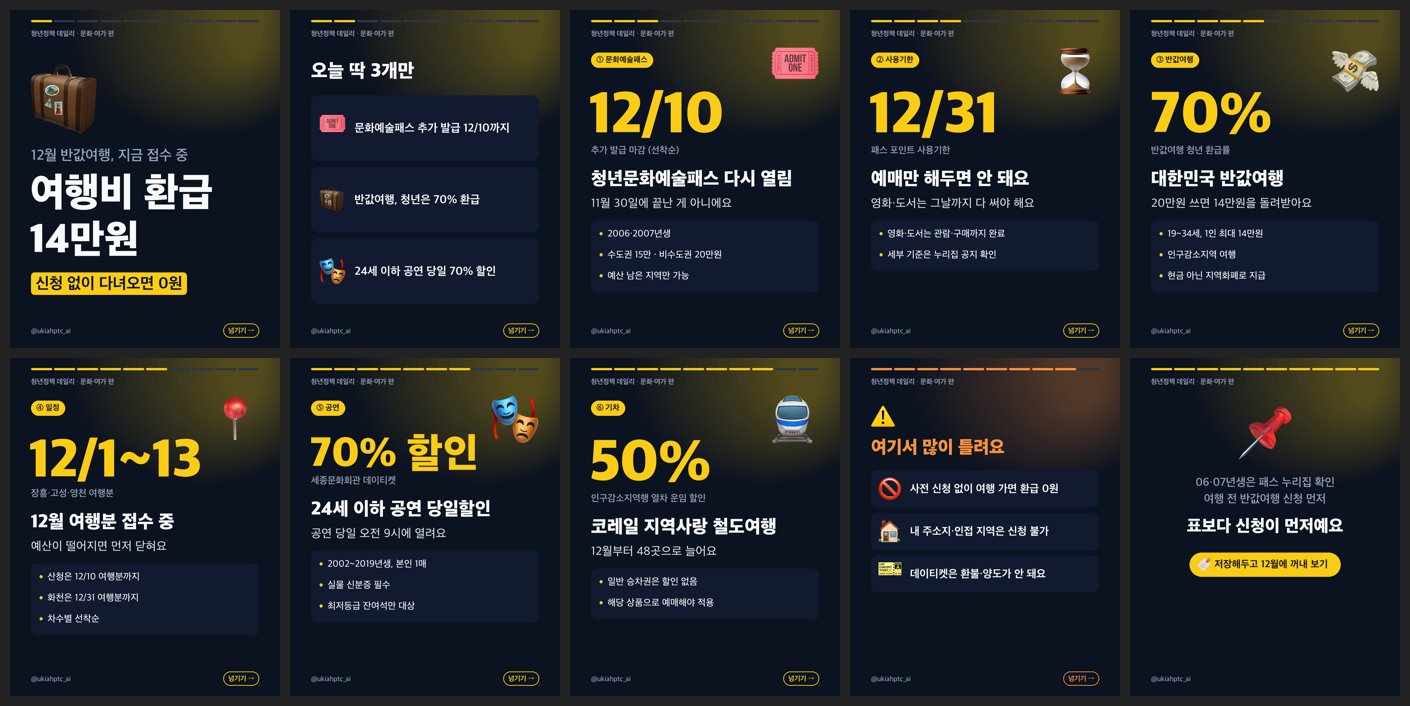 청년정책 데일리 · 문화·여가 편
12월 반값여행, 지금 접수 중
여행비 환급
14만원
신청 없이 다녀오면 0원
@ukiahptc_ai
넘기기 →
청년정책 데일리 · 문화·여가 편
오늘 딱 3개만
ADMIT
ONE
문화예술패스 추가 발급 12/10까지
반값여행, 청년은 70% 환급
24세 이하 공연 당일 70% 할인
@ukiahptc_ai
넘기기 →
청년정책 데일리 · 문화·여가 편
① 문화예술패스
ADMIT
ONE
12/10
추가 발급 마감 (선착순)
청년문화예술패스 다시 열림
11월 30일에 끝난 게 아니에요
• 2006·2007년생
• 수도권 15만 · 비수도권 20만원
• 예산 남은 지역만 가능
@ukiahptc_ai
넘기기 →
청년정책 데일리 · 문화·여가 편
② 사용기한
12/31
패스 포인트 사용기한
예매만 해두면 안 돼요
영화·도서는 그날까지 다 써야 해요
• 영화·도서는 관람·구매까지 완료
• 세부 기준은 누리집 공지 확인
@ukiahptc_ai
넘기기 →
청년정책 데일리 · 문화·여가 편
③ 반값여행
70%
반값여행 청년 환급률
대한민국 반값여행
20만원 쓰면 14만원을 돌려받아요
• 19~34세, 1인 최대 14만원
• 인구감소지역 여행
• 현금 아닌 지역화폐로 지급
@ukiahptc_ai
넘기기 →
청년정책 데일리 · 문화·여가 편
④ 일정
12/1~13
장흥·고성·영천 여행분
12월 여행분 접수 중
예산이 떨어지면 먼저 닫혀요
• 산청은 12/10 여행분까지
• 화천은 12/31 여행분까지
• 차수별 선착순
@ukiahptc_ai
넘기기 →
청년정책 데일리 · 문화·여가 편
⑤ 공연
70% 할인
세종문화회관 데이티켓
24세 이하 공연 당일할인
공연 당일 오전 9시에 열려요
• 2002~2019년생, 본인 1매
• 실물 신분증 필수
• 최저등급 잔여석만 대상
@ukiahptc_ai
넘기기 →
청년정책 데일리 · 문화·여가 편
⑥ 기차
50%
인구감소지역행 열차 운임 할인
코레일 지역사랑 철도여행
12월부터 48곳으로 늘어요
• 일반 승차권은 할인 없음
• 해당 상품으로 예매해야 적용
@ukiahptc_ai
넘기기 →
청년정책 데일리 · 문화·여가 편
여기서 많이 틀려요
사전 신청 없이 여행 가면 환급 0원
내 주소지·인접 지역은 신청 불가
데이티켓은 환불·양도가 안 돼요
@ukiahptc_ai
넘기기 →
청년정책 데일리 · 문화·여가 편
06·07년생은 패스 누리집 확인
여행 전 반값여행 신청 먼저
표보다 신청이 먼저예요
저장해두고 12월에 꺼내 보기
@ukiahptc_ai